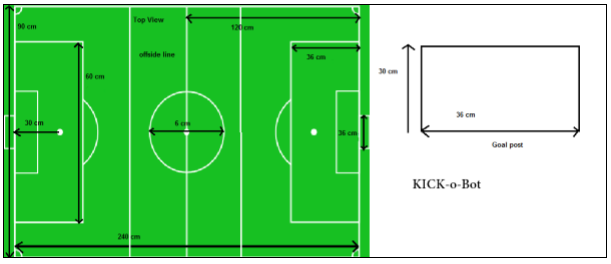 90 cm
Top View
120 cm
offside line
36 cm
60 cm
30 cm
6 cm
36 cm
240 cm
30 cm
36 cm
Goal post
KICK-o-Bot